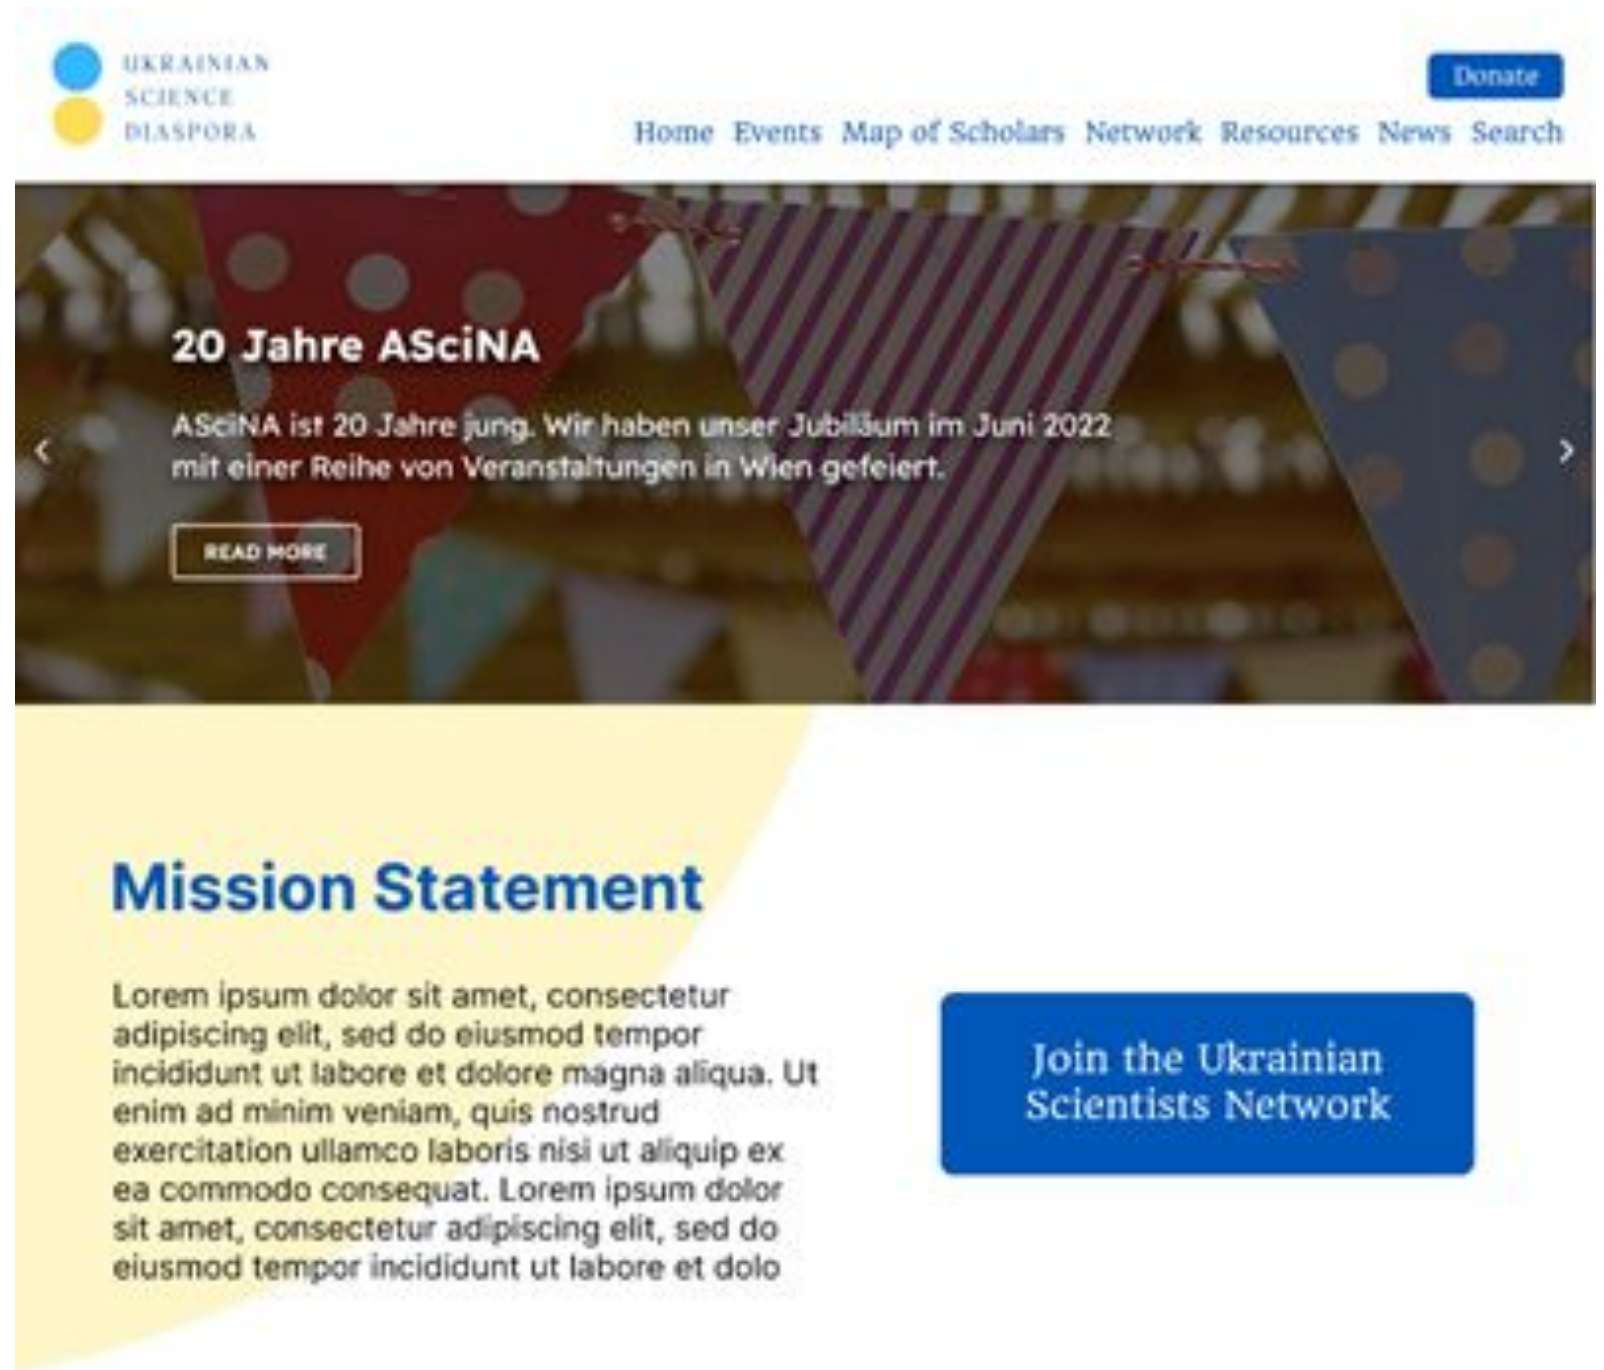 UKRAINIAN
SCIENCE
DIASPORA
Donate
Home Events Map of Scholars Network Resources News Search
20 Jahre ASciNA
ASciNA ist 20 Jahre jung. Wir haben unser Jubiläum im Juni 2022
mit einer Reihe von Veranstaltungen in Wien gefeiert.
READ MORE
Mission Statement
Lorem ipsum dolor sit amet, consectetur
adipiscing elit, sed do eiusmod tempor
incididunt ut labore et dolore magna aliqua. Ut
enim ad minim veniam, quis nostrud
exercitation ullamco laboris nisi ut aliquip ex
ea commodo consequat. Lorem ipsum dolor
sit amet, consectetur adipiscing elit, sed do
eiusmod tempor incididunt ut labore et dolo
Join the Ukrainian
Scientists Network